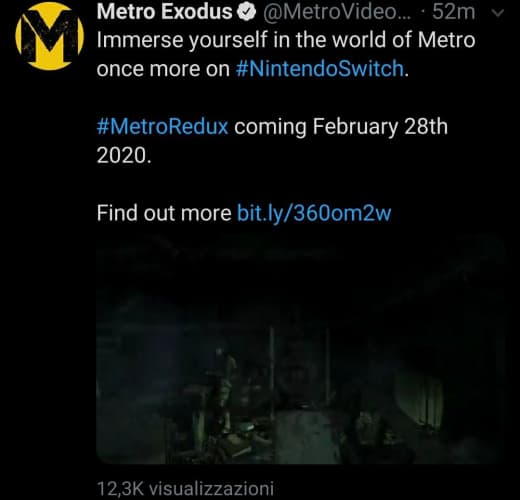 Metro Exodus @MetroVideo... · 52m
Immerse yourself in the world of Metro
once more on #NintendoSwitch.
#MetroRedux coming February 28th
2020.
Find out more bit.ly/360om2w
12,3K visualizzazioni